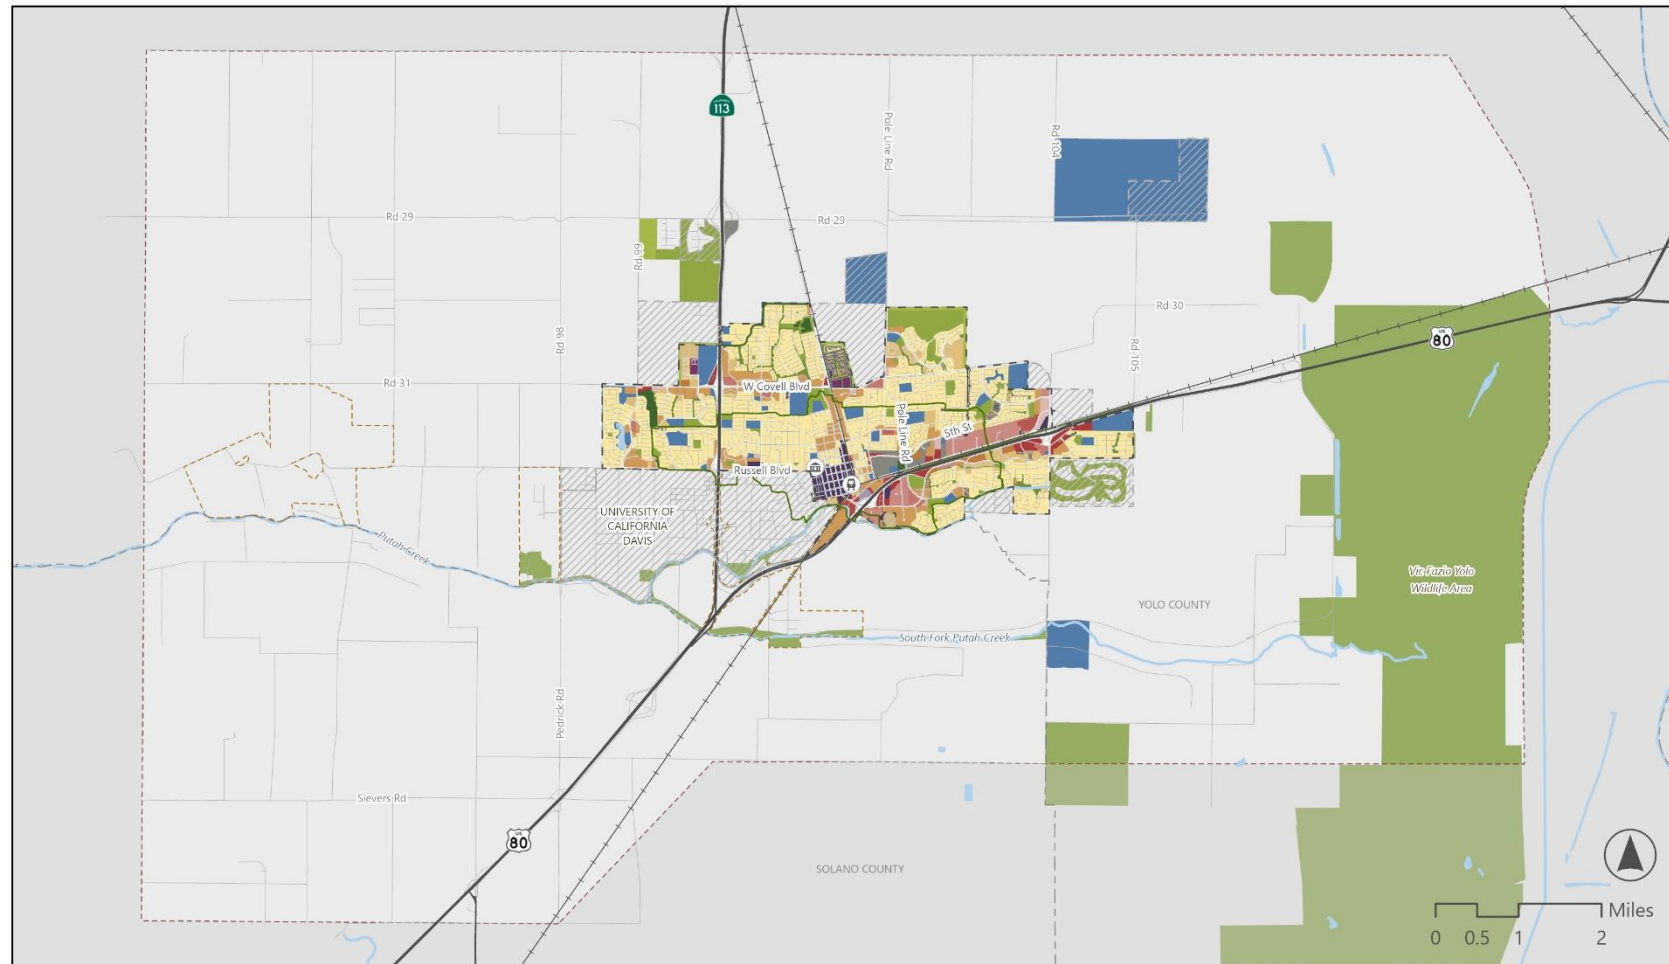 113
Pole Line Rd
Rd 104
Rd 29
Rd 29
Rd 99
Rd 30
Rd 98
Rd 105
US
80
Rd 31
W Covell Blvd
Pole Line Rd
5th St
Russell Blvd
UNIVERSITY OF
CALIFORNIA
DAVIS
Putah Creek
Vic Fazio Yolo
Wildlife Area
YOLO COUNTY
South Fork Putah Creek
Pedrick Rd
Sievers Rd
US
80
SOLANO COUNTY
Miles
0 0.5 1 2